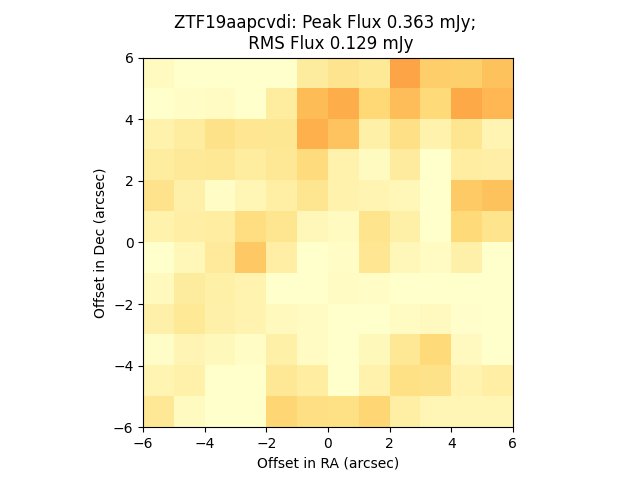 ZTF19aapcvdi: Peak Flux 0.363 mJy;
RMS Flux 0.129 mJy
6
4
2
0
−2
−4
−6
Offset in Dec (arcsec)
−6 −4 −2 0 2 4 6
Offset in RA (arcsec)